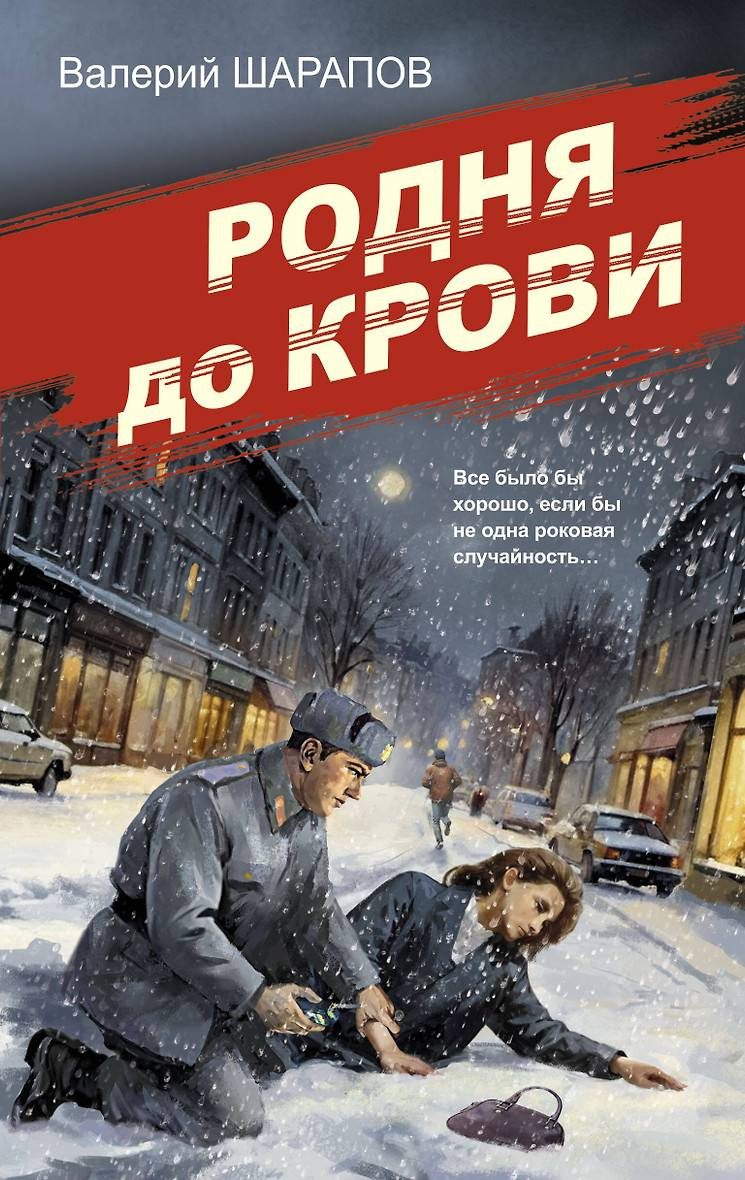 Валерий ШАРАПОВ
РОДНЯ
ДО КРОВИ
Все было бы
хорошо, если бы
не одна роковая
случайность...